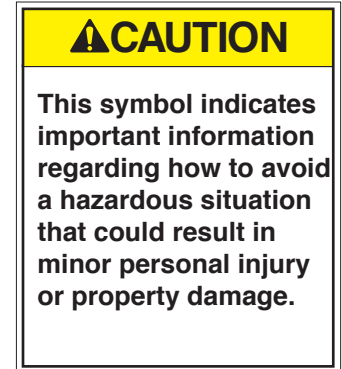 CAUTION
This symbol indicates
important information
regarding how to avoid
a hazardous situation
that could result in
minor personal injury
or property damage.